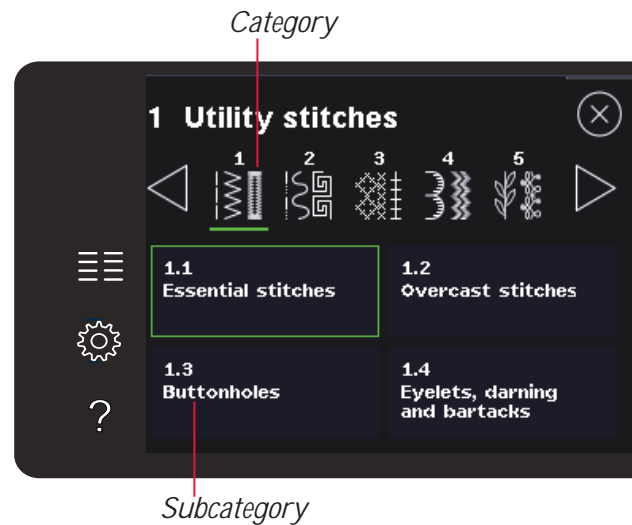 Category
1 Utility stitches
1 2 3 4 5
1.1
Essential stitches
1.2
Overcast stitches
1.3
Buttonholes
1.4
Eyelets, darning
and bartacks
?
Subcategory